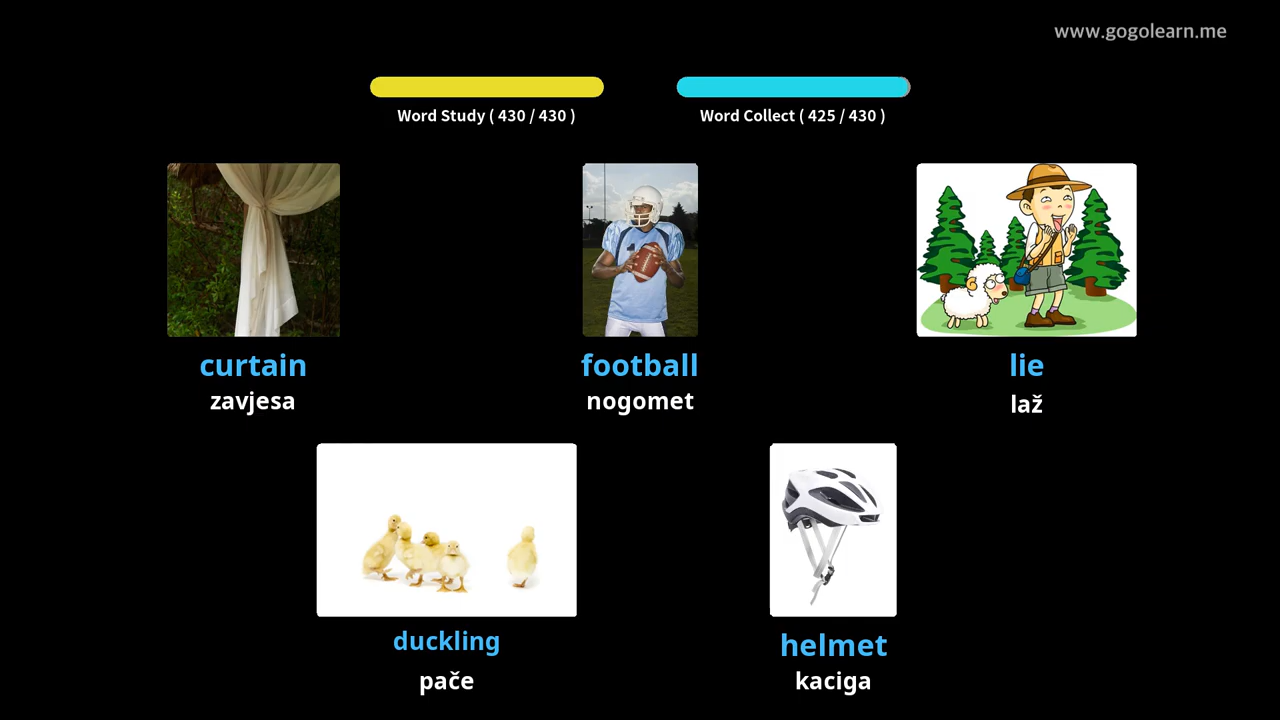 www.gogolearn.me
Word Study ( 430 / 430 )
Word Collect ( 425 / 430 )
curtain
zavjesa
football
nogomet
lie
laž
duckling
pače
helmet
kaciga